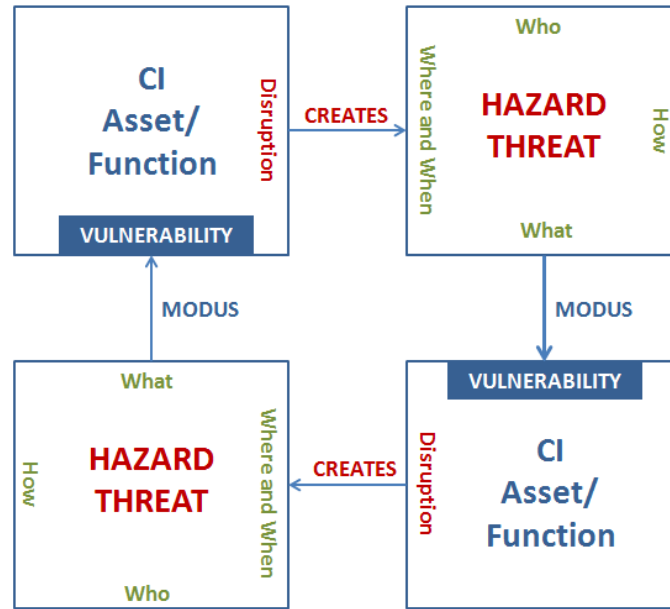 CI
Asset/
Function
Disruption
VULNERABILITY
CREATES
Who
Where and When
HAZARD
THREAT
How
What
MODUS
MODUS
What
How
HAZARD
THREAT
Where and When
Who
CREATES
VULNERABILITY
Disruption
CI
Asset/
Function